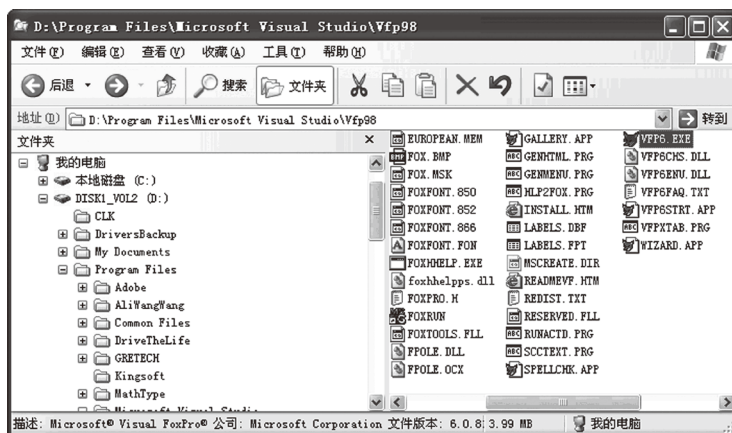 D:\Program Files\Microsoft Visual Studio\Vfp98
文件(F) 编辑(E) 查看(V) 收藏(A) 工具(T) 帮助(H)
后退 搜索 文件夹
地址(D) D:\Program Files\Microsoft Visual Studio\Vfp98 转到
文件夹
我的电脑
本地磁盘 (C:)
DISK1_VOL2 (D:)
CLK
DriversBackup
My Documents
Program Files
Adobe
AliWangWang
Common Files
DriveTheLife
GRETECH
Kingsoft
MathType
Microsoft Visual Studio
EUROPEAN.MEM
FOX.BMP
FOX.MSK
FOXFONT.850
FOXFONT.852
FOXFONT.866
FOXFONT.FON
FOXHHELP.EXE
foxhhelpps.dll
FOXPRO.H
FOXRUN
FOXTOOLS.FLL
FPOLE.DLL
FPOLE.OCX
GALLERY.APP
GENHTML.PRG
GENMENU.PRG
HLP2FOX.PRG
INSTALL.HTM
LABELS.DBF
LABELS.FPT
MSCREATE.DIR
READMEVF.HTM
REDIST.TXT
RESERVED.FLL
RUNACTD.PRG
SCCTEXT.PRG
SPELLCHK.APP
VFP6.EXE
VFP6CHS.DLL
VFP6ENU.DLL
VFP6FAQ.TXT
VFP6STRT.APP
VFPXTAB.PRG
WIZARD.APP
描述: Microsoft® Visual FoxPro® 公司: Microsoft Corporation 文件版本: 6.0.8 3.99 MB 我的电脑